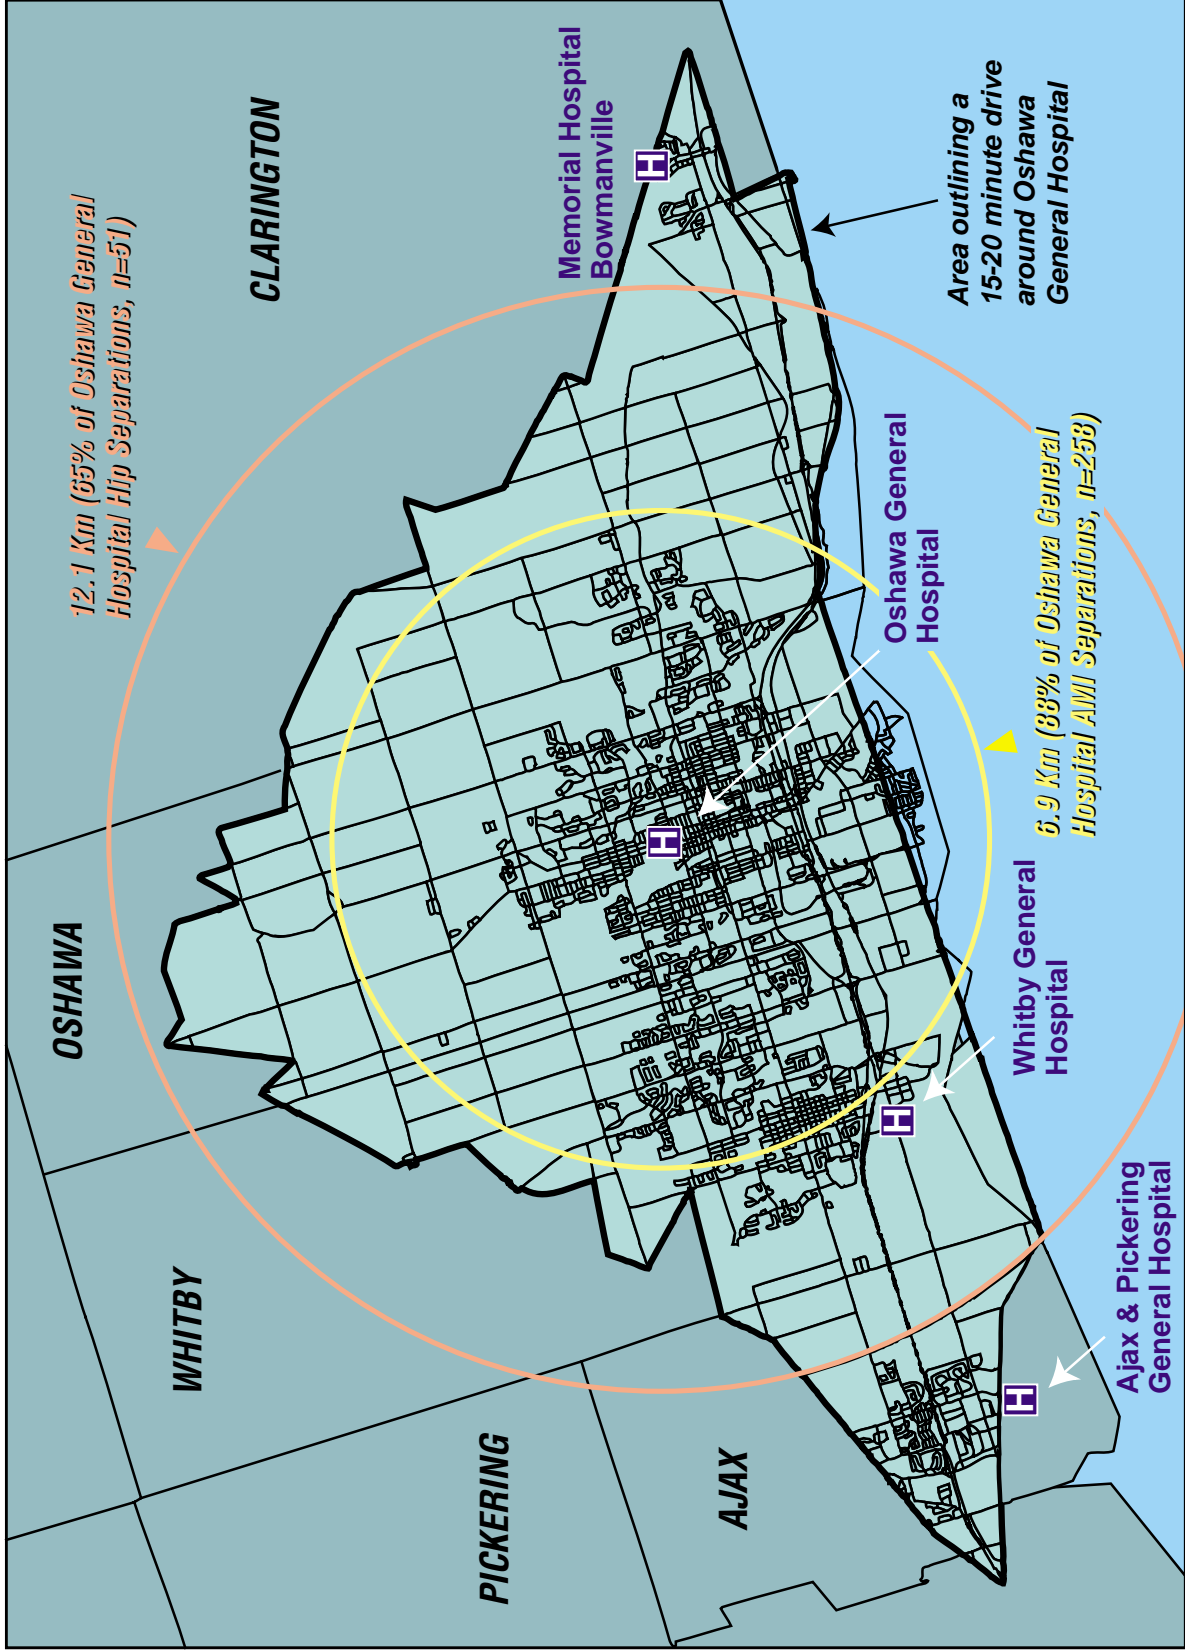 OSHAWA
12.1 Km (65% of Oshawa General
Hospital Hip Separations, n=51)
WHITBY
CLARINGTON
PICKERING
AJAX
Memorial Hospital
Bowmanville
H
H
H
H
Oshawa General
Hospital
Area outlining a
15-20 minute drive
around Oshawa
General Hospital
Whitby General
Hospital
6.9 Km (88% of Oshawa General
Hospital AMI Separations, n=258)
Ajax & Pickering
General Hospital